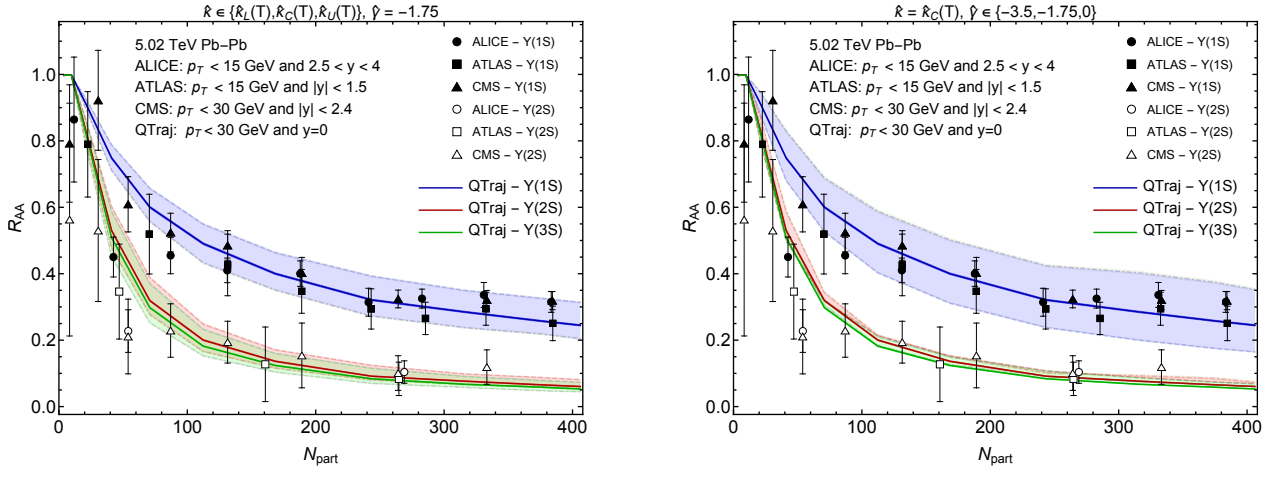 κ̂ ∈ {κ̂_L(T),κ̂_C(T),κ̂_U(T)}, γ̂ = −1.75
5.02 TeV Pb−Pb
ALICE: p_T < 15 GeV and 2.5 < y < 4
ATLAS: p_T < 15 GeV and |y| < 1.5
CMS: p_T < 30 GeV and |y| < 2.4
QTraj: p_T < 30 GeV and y=0
ALICE − Υ(1S)
ATLAS − Υ(1S)
CMS − Υ(1S)
ALICE − Υ(2S)
ATLAS − Υ(2S)
CMS − Υ(2S)
QTraj − Υ(1S)
QTraj − Υ(2S)
QTraj − Υ(3S)
R_AA
1.0
0.8
0.6
0.4
0.2
0.0
0 100 200 300 400
N_part
κ̂ = κ̂_C(T), γ̂ ∈ {−3.5,−1.75,0}
5.02 TeV Pb−Pb
ALICE: p_T < 15 GeV and 2.5 < y < 4
ATLAS: p_T < 15 GeV and |y| < 1.5
CMS: p_T < 30 GeV and |y| < 2.4
QTraj: p_T < 30 GeV and y=0
ALICE − Υ(1S)
ATLAS − Υ(1S)
CMS − Υ(1S)
ALICE − Υ(2S)
ATLAS − Υ(2S)
CMS − Υ(2S)
QTraj − Υ(1S)
QTraj − Υ(2S)
QTraj − Υ(3S)
R_AA
1.0
0.8
0.6
0.4
0.2
0.0
0 100 200 300 400
N_part